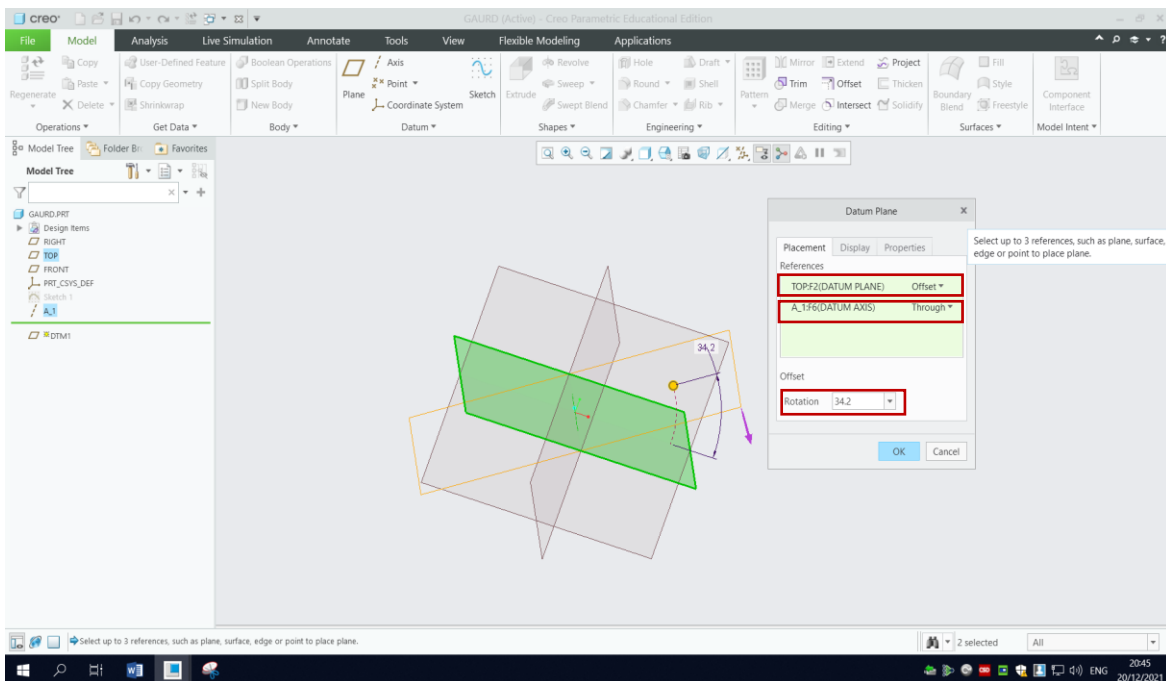 creo GAURD (Active) - Creo Parametric Educational Edition
File Model Analysis Live Simulation Annotate Tools View Flexible Modeling Applications
Regenerate
Copy
Paste
Delete
User-Defined Feature
Copy Geometry
Shrinkwrap
Boolean Operations
Split Body
New Body
Plane
Axis
Point
Coordinate System
Sketch
Extrude
Revolve
Sweep
Swept Blend
Hole
Round
Chamfer
Draft
Shell
Rib
Pattern
Mirror
Trim
Merge
Extend
Offset
Intersect
Project
Thicken
Solidify
Boundary
Blend
Fill
Style
Freestyle
Component
Interface
Operations Get Data Body Datum Shapes Engineering Editing Surfaces Model Intent
Model Tree Folder Br Favorites
Model Tree
GAURD.PRT
Design Items
RIGHT
TOP
FRONT
PRT_CSYS_DEF
Sketch 1
A_1
DTM1
34.2
Datum Plane
Placement Display Properties
References
TOP:F2(DATUM PLANE) Offset
A_1:F6(DATUM AXIS) Through
Offset
Rotation 34.2
OK Cancel
Select up to 3 references, such as plane, surface,
edge or point to place plane.
Select up to 3 references, such as plane, surface, edge or point to place plane.
2 selected All
ENG 20:45
20/12/2021